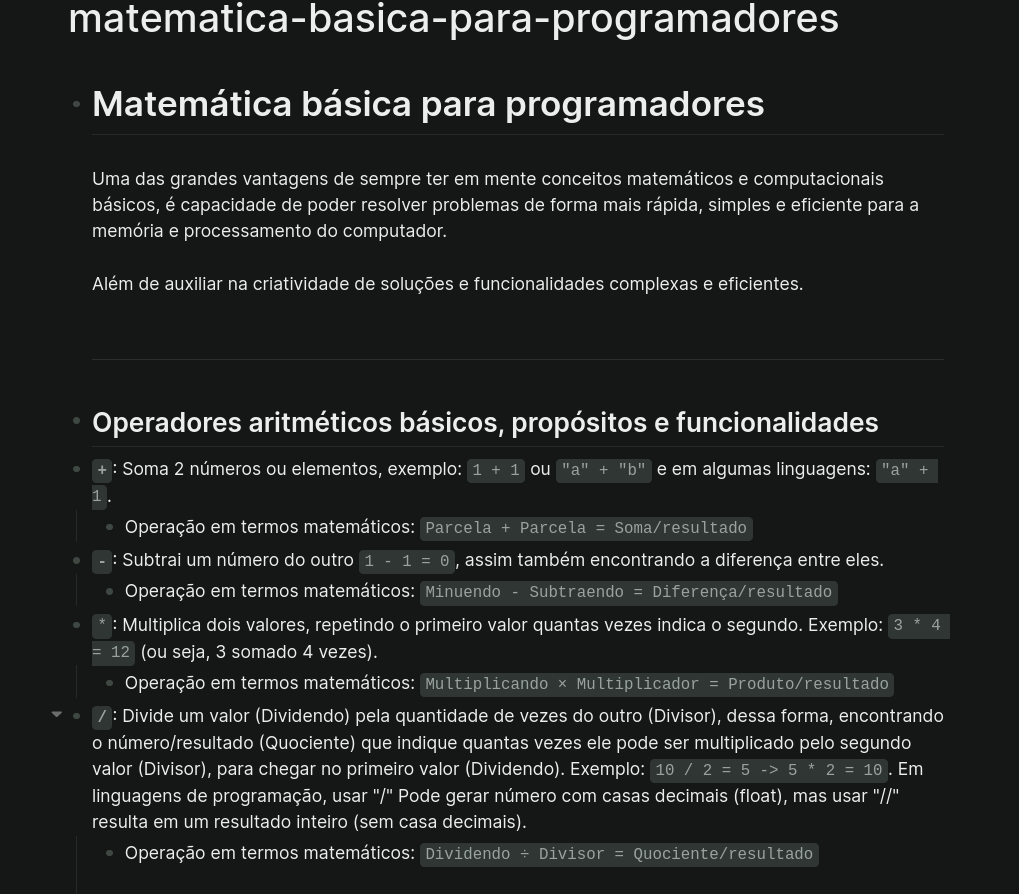 matematica-basica-para-programadores
Matemática básica para programadores
Uma das grandes vantagens de sempre ter em mente conceitos matemáticos e computacionais
básicos, é capacidade de poder resolver problemas de forma mais rápida, simples e eficiente para a
memória e processamento do computador.
Além de auxiliar na criatividade de soluções e funcionalidades complexas e eficientes.
Operadores aritméticos básicos, propósitos e funcionalidades
+: Soma 2 números ou elementos, exemplo: 1 + 1 ou "a" + "b" e em algumas linguagens: "a" +
1.
Operação em termos matemáticos: Parcela + Parcela = Soma/resultado
-: Subtrai um número do outro 1 - 1 = 0, assim também encontrando a diferença entre eles.
Operação em termos matemáticos: Minuendo - Subtraendo = Diferença/resultado
*: Multiplica dois valores, repetindo o primeiro valor quantas vezes indica o segundo. Exemplo: 3 * 4
= 12 (ou seja, 3 somado 4 vezes).
Operação em termos matemáticos: Multiplicando × Multiplicador = Produto/resultado
/: Divide um valor (Dividendo) pela quantidade de vezes do outro (Divisor), dessa forma, encontrando
o número/resultado (Quociente) que indique quantas vezes ele pode ser multiplicado pelo segundo
valor (Divisor), para chegar no primeiro valor (Dividendo). Exemplo: 10 / 2 = 5 -> 5 * 2 = 10. Em
linguagens de programação, usar "/" Pode gerar número com casas decimais (float), mas usar "//"
resulta em um resultado inteiro (sem casa decimais).
Operação em termos matemáticos: Dividendo ÷ Divisor = Quociente/resultado